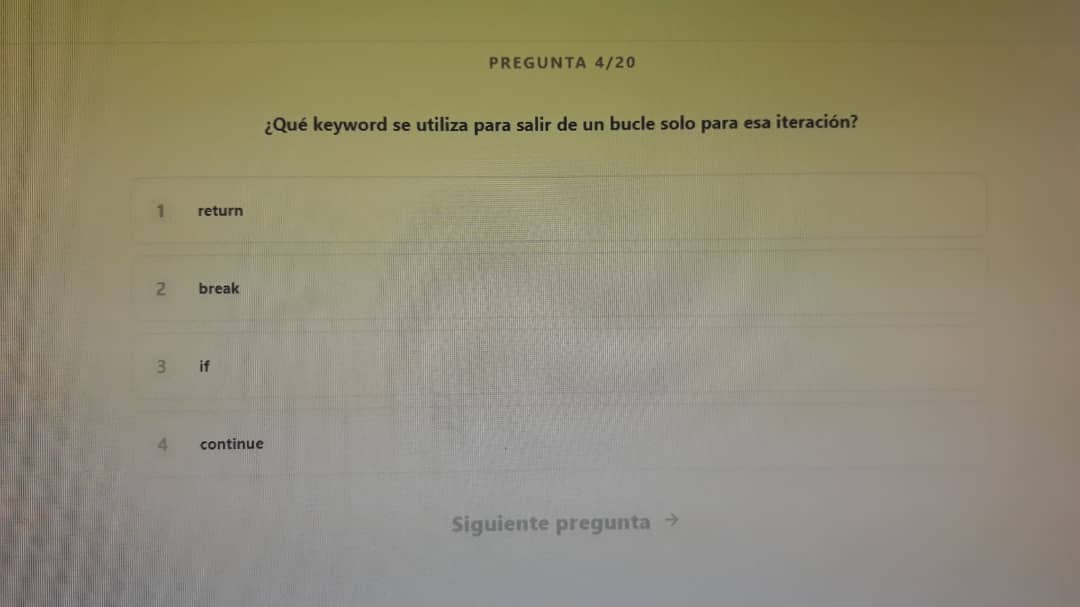 PREGUNTA 4/20
¿Qué keyword se utiliza para salir de un bucle solo para esa iteración?
1 return
2 break
3 if
4 continue
Siguiente pregunta →